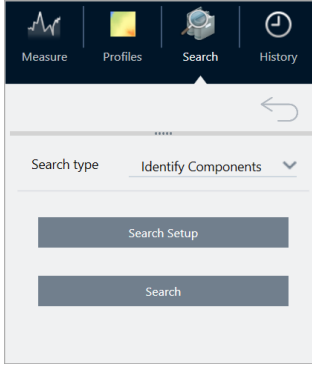 Measure Profiles Search History
Search type Identify Components
Search Setup
Search